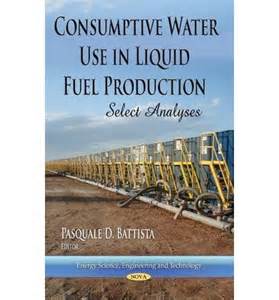 CONSUMPTIVE WATER
USE IN LIQUID
FUEL PRODUCTION
Select Analyses
PASQUALE D. BATTISTA
EDITOR
Energy Science, Engineering and Technology
NOVA